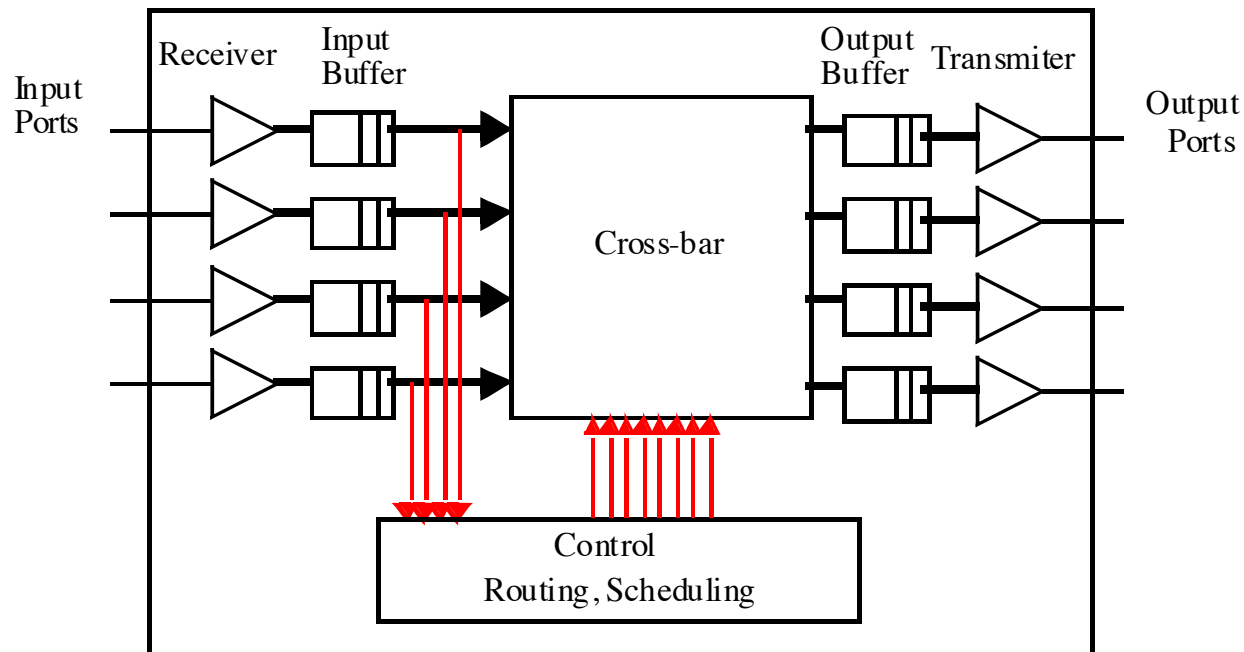 Receiver
Input
Buffer
Output
Buffer
Transmiter
Input
Ports
Output
Ports
Cross-bar
Control
Routing, Scheduling